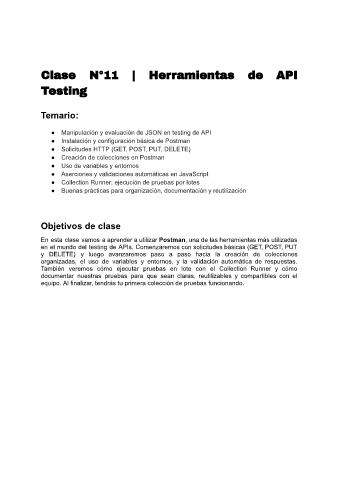 Clase N°11 | Herramientas de API
Testing
Temario:
● Manipulación y evaluación de JSON en testing de API
● Instalación y configuración básica de Postman
● Solicitudes HTTP (GET, POST, PUT, DELETE)
● Creación de colecciones en Postman
● Uso de variables y entornos
● Aserciones y validaciones automáticas en JavaScript
● Collection Runner: ejecución de pruebas por lotes
● Buenas prácticas para organización, documentación y reutilización
Objetivos de clase
En esta clase vamos a aprender a utilizar Postman, una de las herramientas más utilizadas
en el mundo del testing de APIs. Comenzaremos con solicitudes básicas (GET, POST, PUT
y DELETE) y luego avanzaremos paso a paso hacia la creación de colecciones
organizadas, el uso de variables y entornos, y la validación automática de respuestas.
También veremos cómo ejecutar pruebas en lote con el Collection Runner y cómo
documentar nuestras pruebas para que sean claras, reutilizables y compartibles con el
equipo. Al finalizar, tendrás tu primera colección de pruebas funcionando.